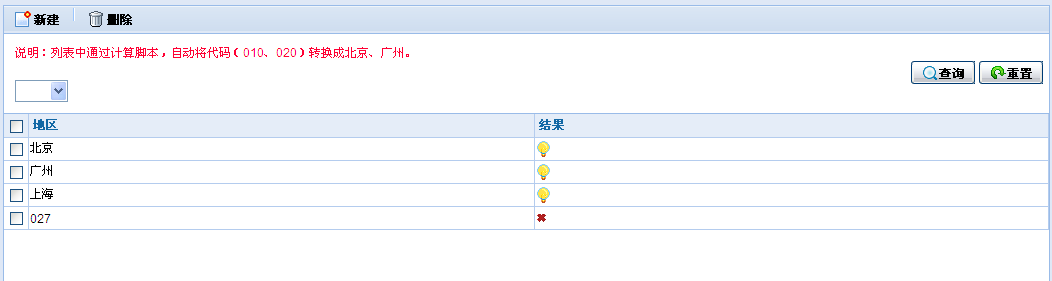 新建 删除
说明：列表中通过计算脚本，自动将代码（010、020）转换成北京、广州。
查询 重置
地区 结果
北京
广州
上海
027